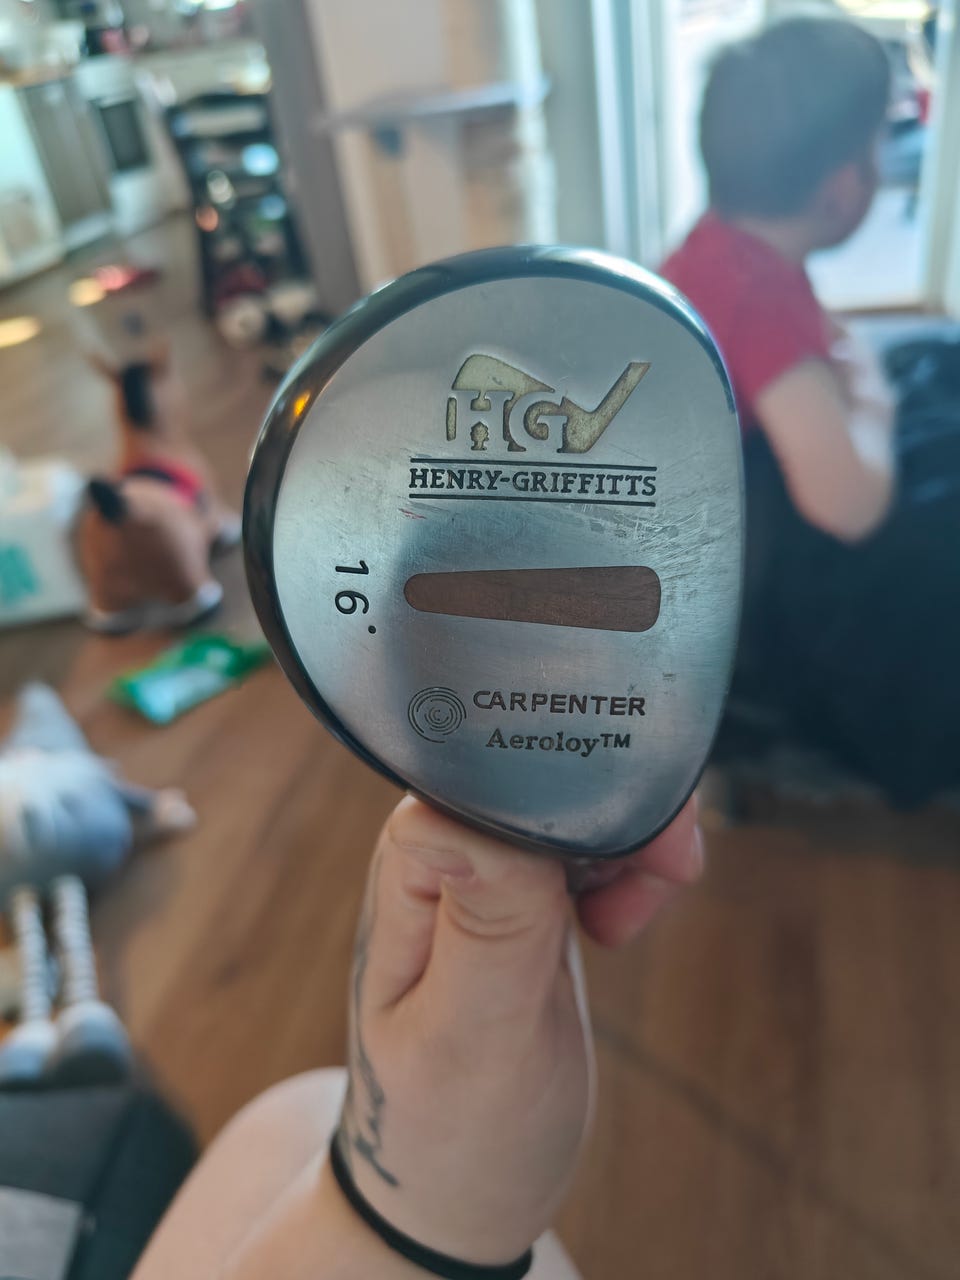 HG
HENRY-GRIFFITTS
16°
CARPENTER
Aeroloy™